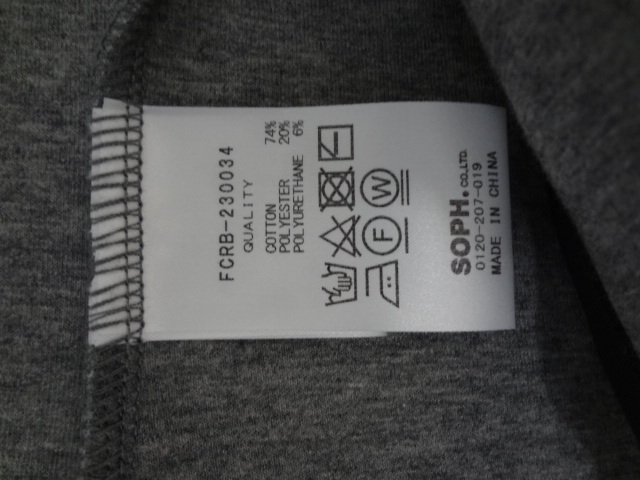 FCRB-230034
QUALITY
COTTON 74%
POLYESTER 20%
POLYURETHANE 6%
F W
SOPH. CO.,LTD.
0120-207-019
MADE IN CHINA